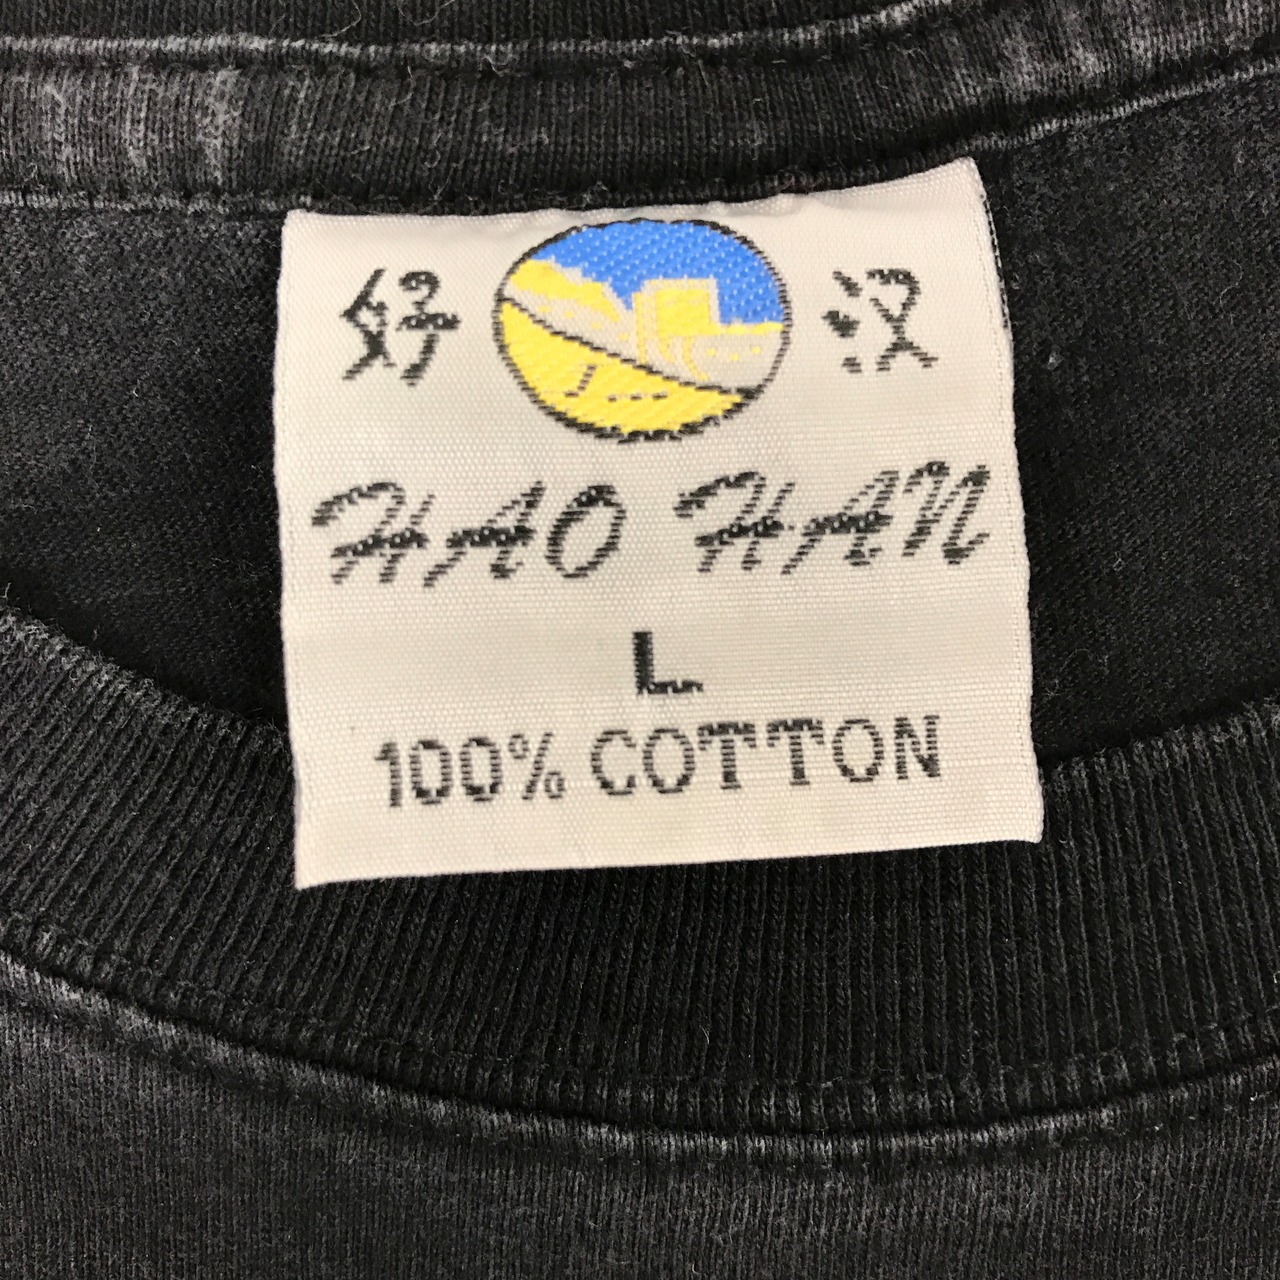 好 汉
HAO HAN
L
100% COTTON